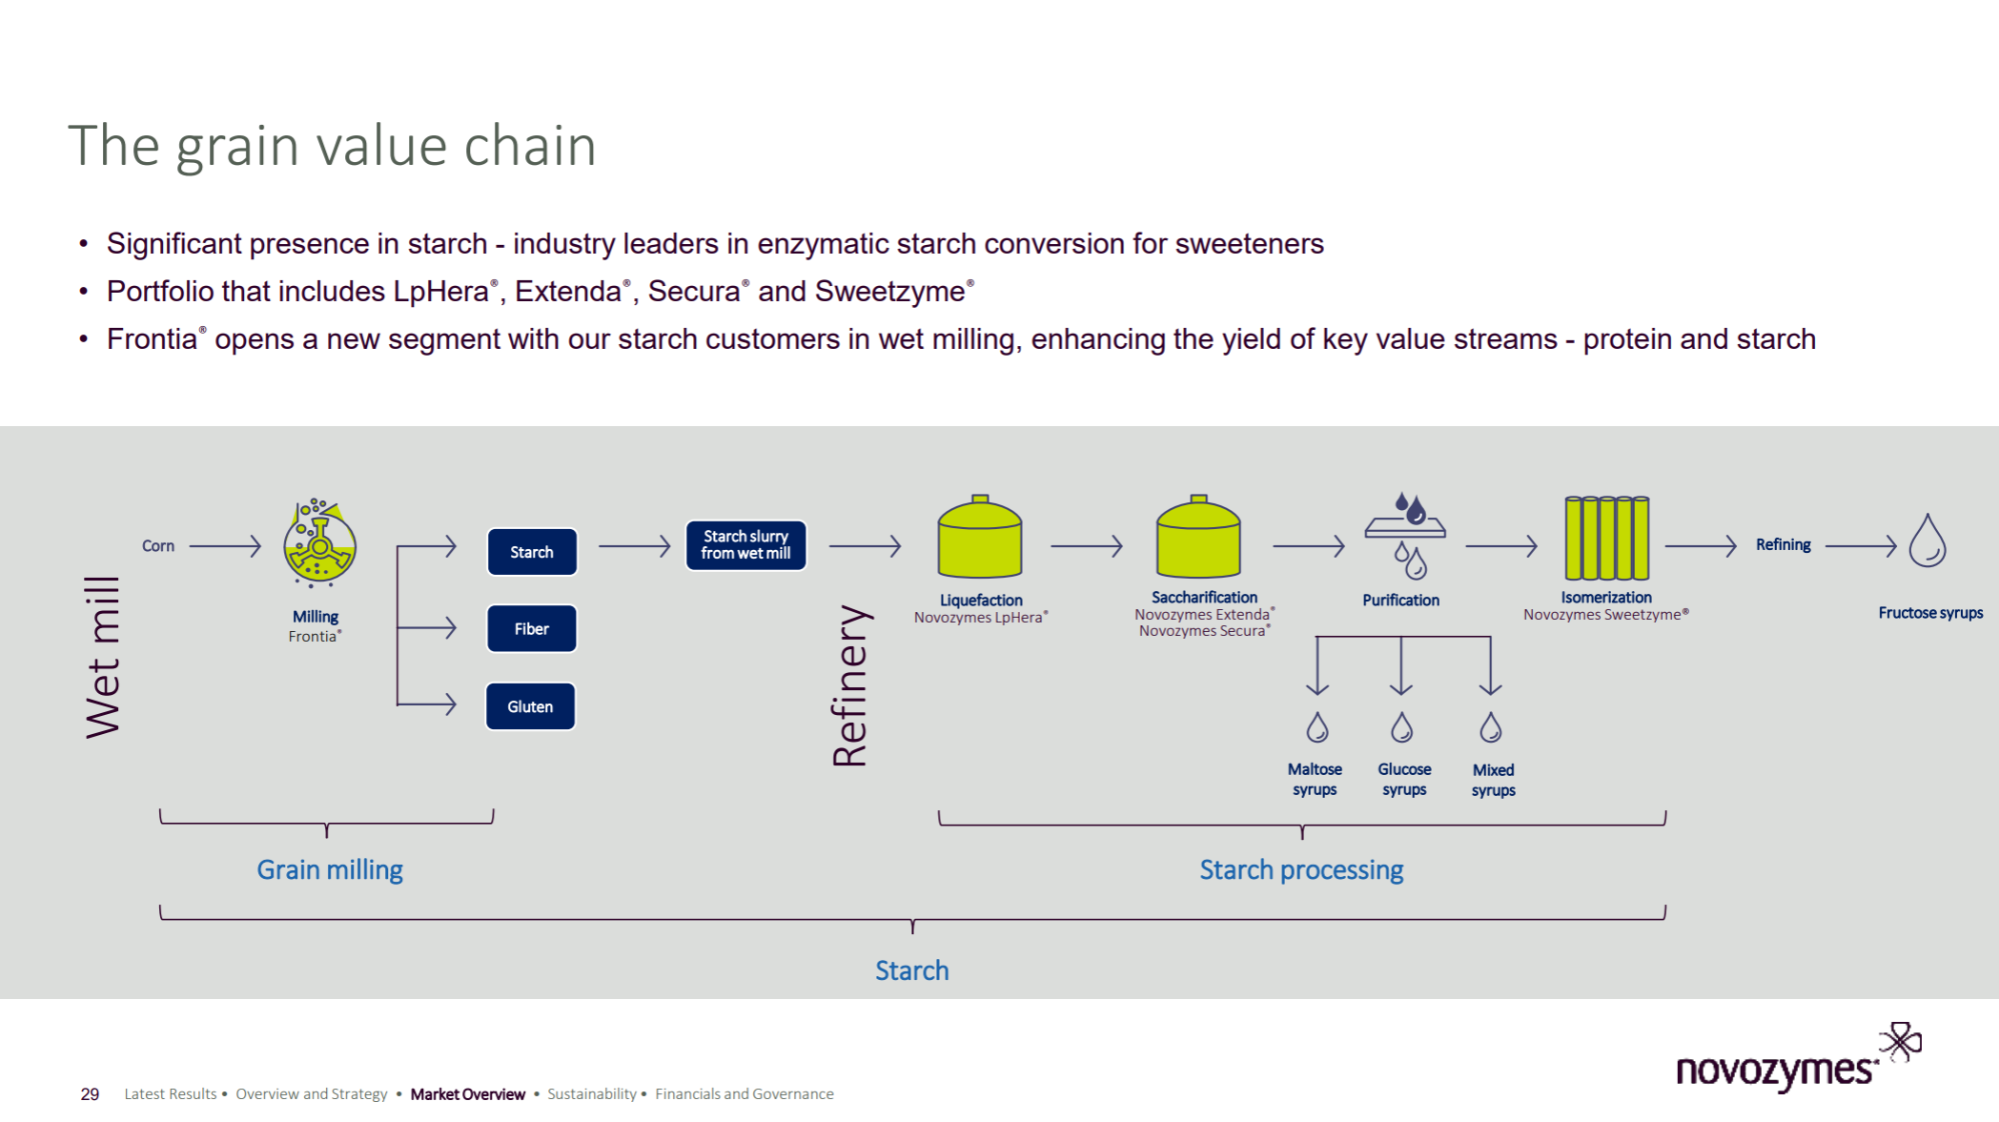 The grain value chain
• Significant presence in starch - industry leaders in enzymatic starch conversion for sweeteners
• Portfolio that includes LpHera®, Extenda®, Secura® and Sweetzyme®
• Frontia® opens a new segment with our starch customers in wet milling, enhancing the yield of key value streams - protein and starch
Wet mill
Corn
Milling
Frontia®
Starch
Fiber
Gluten
Starch slurry
from wet mill
Refinery
Liquefaction
Novozymes LpHera®
Saccharification
Novozymes Extenda®
Novozymes Secura®
Purification
Maltose
syrups
Glucose
syrups
Mixed
syrups
Isomerization
Novozymes Sweetzyme®
Refining
Fructose syrups
Grain milling
Starch processing
Starch
novozymes
29 Latest Results • Overview and Strategy • Market Overview • Sustainability • Financials and Governance